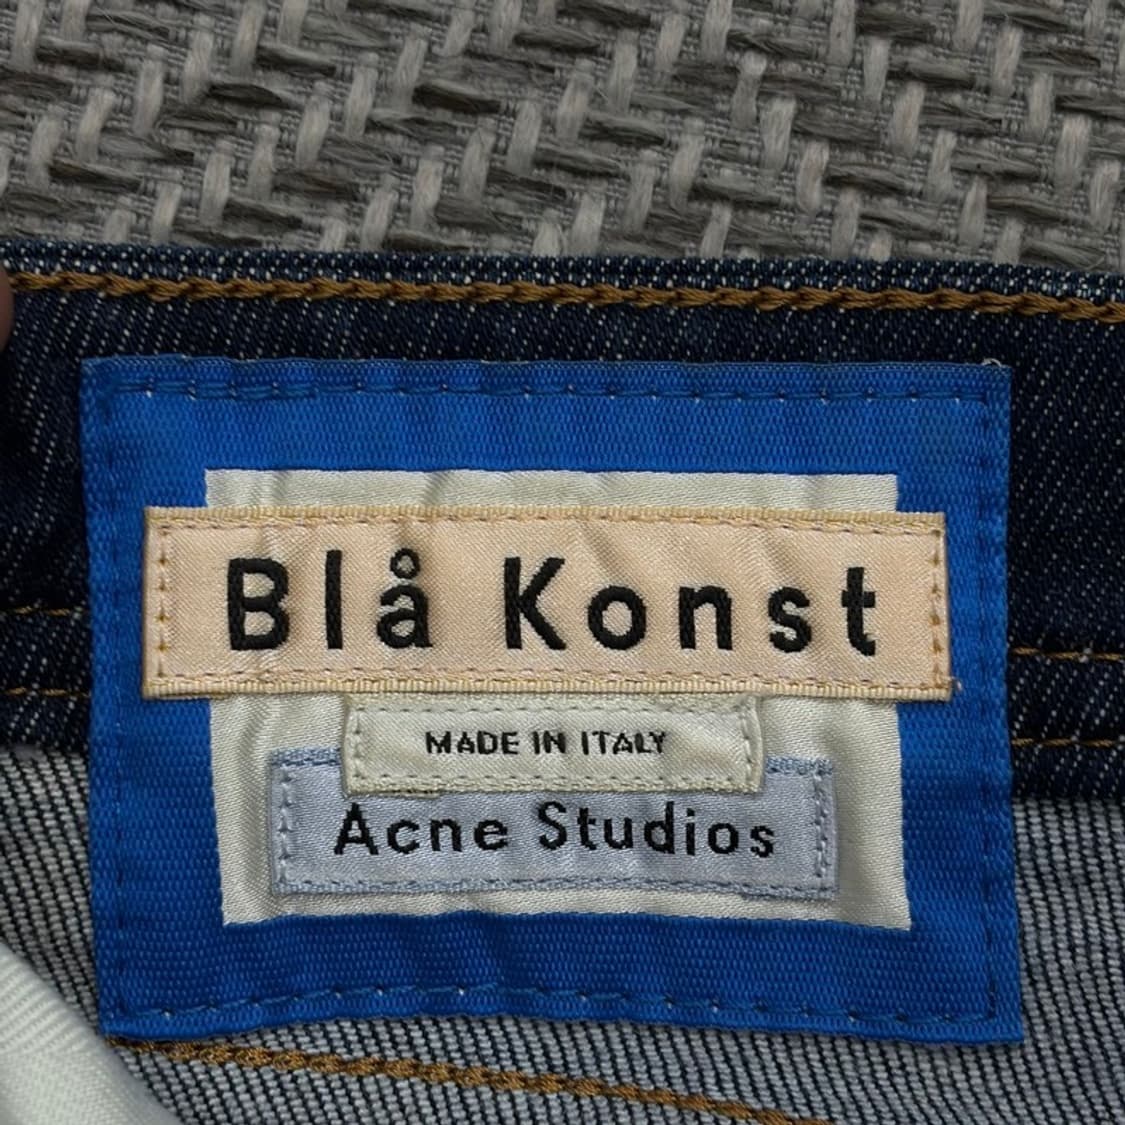 Blå Konst
MADE IN ITALY
Acne Studios